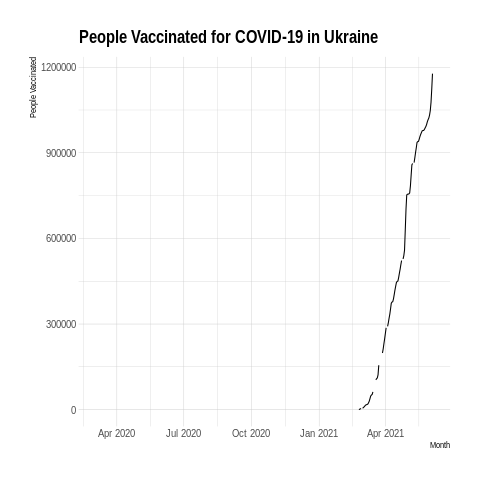 People Vaccinated for COVID-19 in Ukraine
People Vaccinated
1200000
900000
600000
300000
0
Apr 2020 Jul 2020 Oct 2020 Jan 2021 Apr 2021
Month